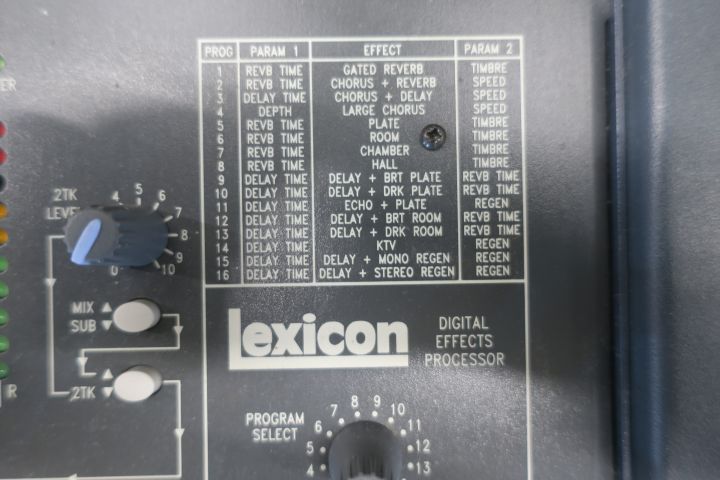 PROG PARAM 1 EFFECT PARAM 2
1 REVB TIME GATED REVERB TIMBRE
2 REVB TIME CHORUS + REVERB SPEED
3 DELAY TIME CHORUS + DELAY SPEED
4 DEPTH LARGE CHORUS SPEED
5 REVB TIME PLATE TIMBRE
6 REVB TIME ROOM TIMBRE
7 REVB TIME CHAMBER TIMBRE
8 REVB TIME HALL TIMBRE
9 DELAY TIME DELAY + BRT PLATE REVB TIME
10 DELAY TIME DELAY + DRK PLATE REVB TIME
11 DELAY TIME ECHO + PLATE REGEN
12 DELAY TIME DELAY + BRT ROOM REVB TIME
13 DELAY TIME DELAY + DRK ROOM REVB TIME
14 DELAY TIME KTV REGEN
15 DELAY TIME DELAY + MONO REGEN REGEN
16 DELAY TIME DELAY + STEREO REGEN REGEN
ER
2TK
LEVEL
4 5 6 7 8 9 10 0
MIX
SUB
2TK
R
Lexicon
DIGITAL
EFFECTS
PROCESSOR
PROGRAM
SELECT
4 5 6 7 8 9 10 11 12 13